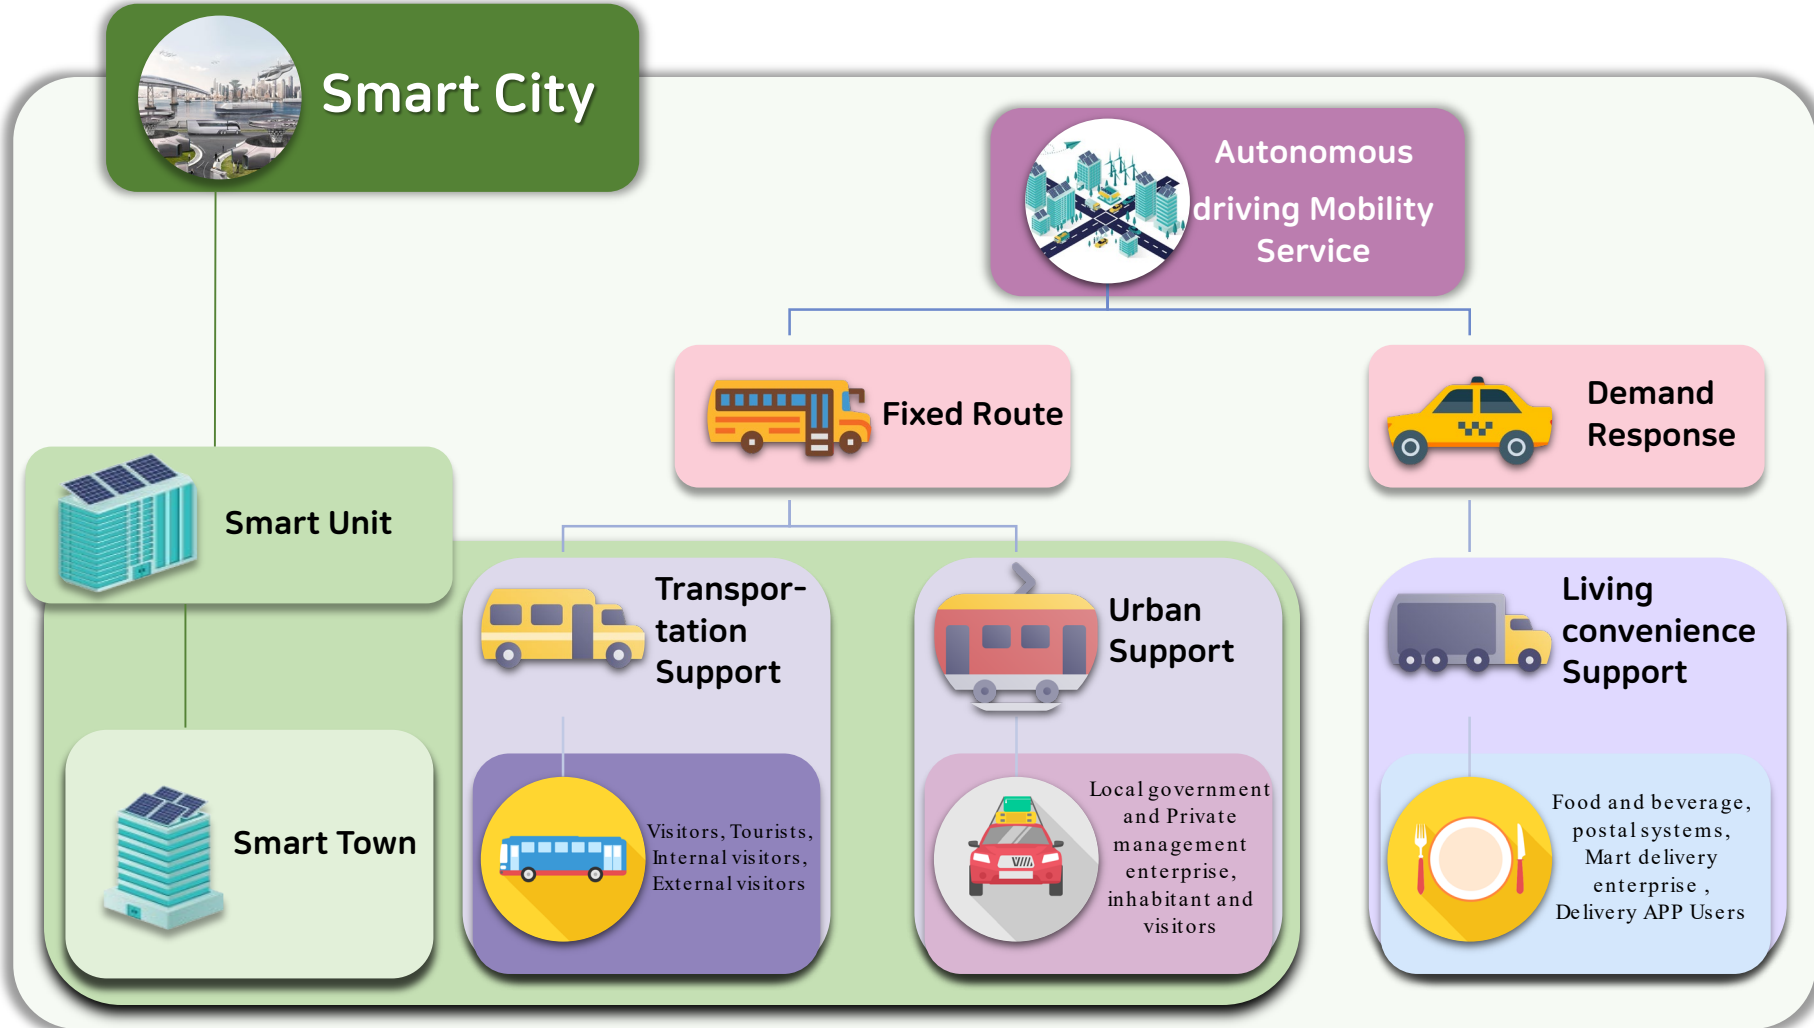 Smart City
Autonomous
driving Mobility
Service
Fixed Route
Demand
Response
Smart Unit
Transpor-
tation
Support
Urban
Support
Living
convenience
Support
Smart Town
Visitors, Tourists,
Internal visitors,
External visitors
Local government
and Private
management
enterprise,
inhabitant and
visitors
Food and beverage,
postal systems,
Mart delivery
enterprise ,
Delivery APP Users